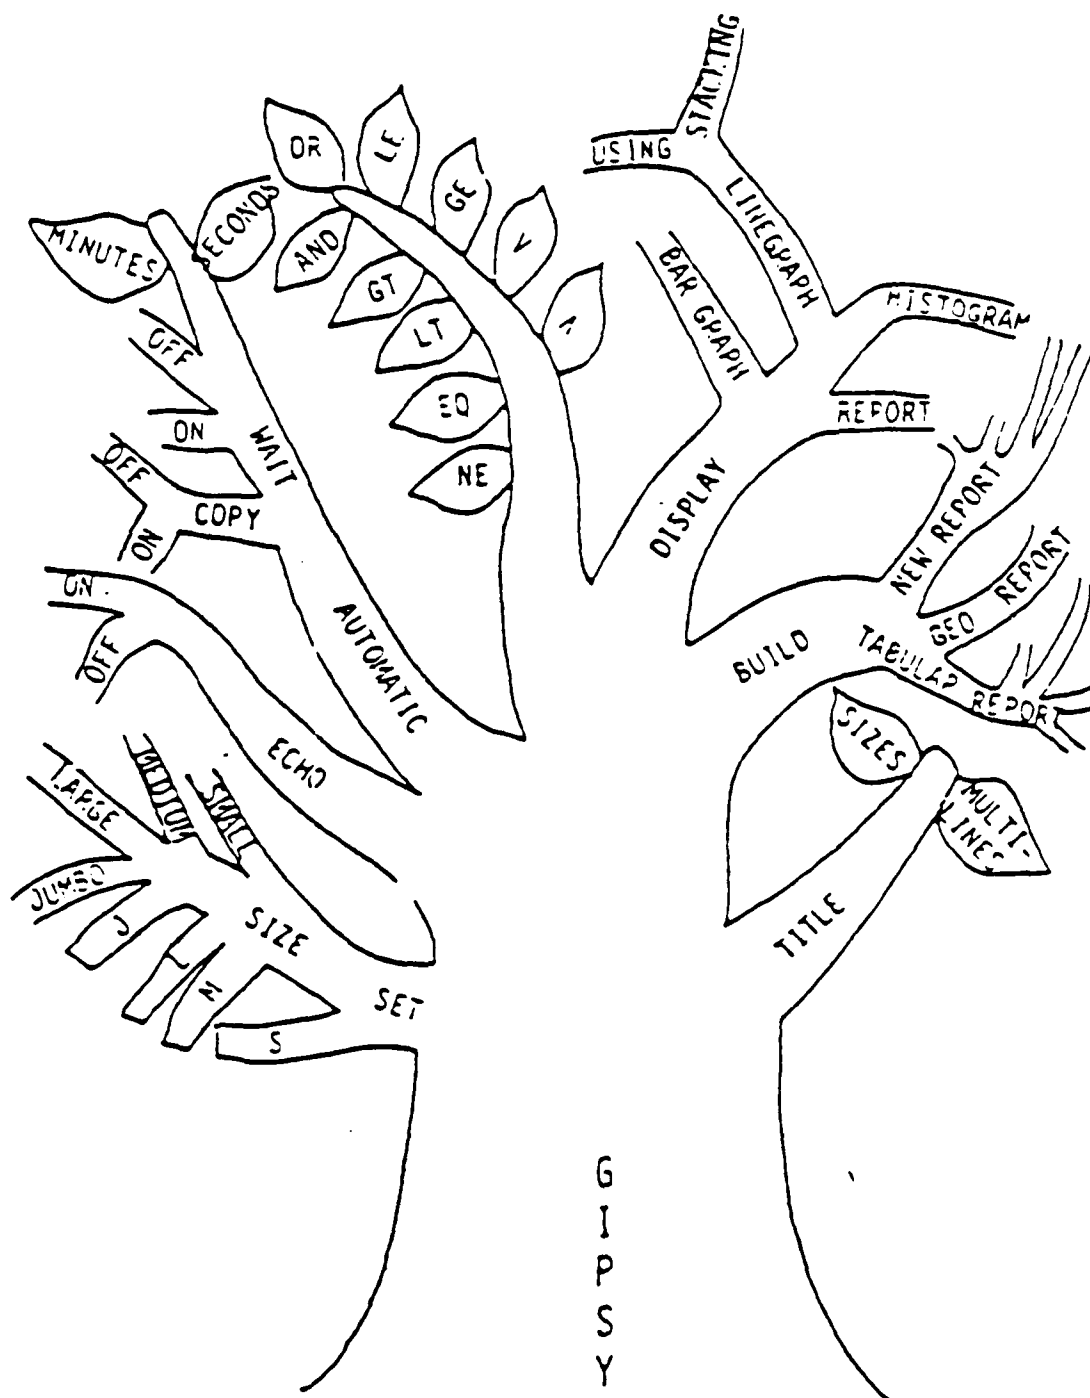 STACKING
USING
LINEGRAPH
HISTOGRAM
BAR GRAPH
REPORT
DISPLAY
OR
LE
GE
V
Λ
AND
GT
LT
EQ
NE
MINUTES
SECONDS
OFF
ON
WAIT
OFF
ON
COPY
AUTOMATIC
ON
OFF
ECHO
NEW REPORT
GEO REPORT
BUILD
TABULAR REPORT
SIZES
MULTI-
LINES
TITLE
LARGE
MEDIUM
SMALL
JUMBO
J
L
M
S
SIZE
SET
G
I
P
S
Y